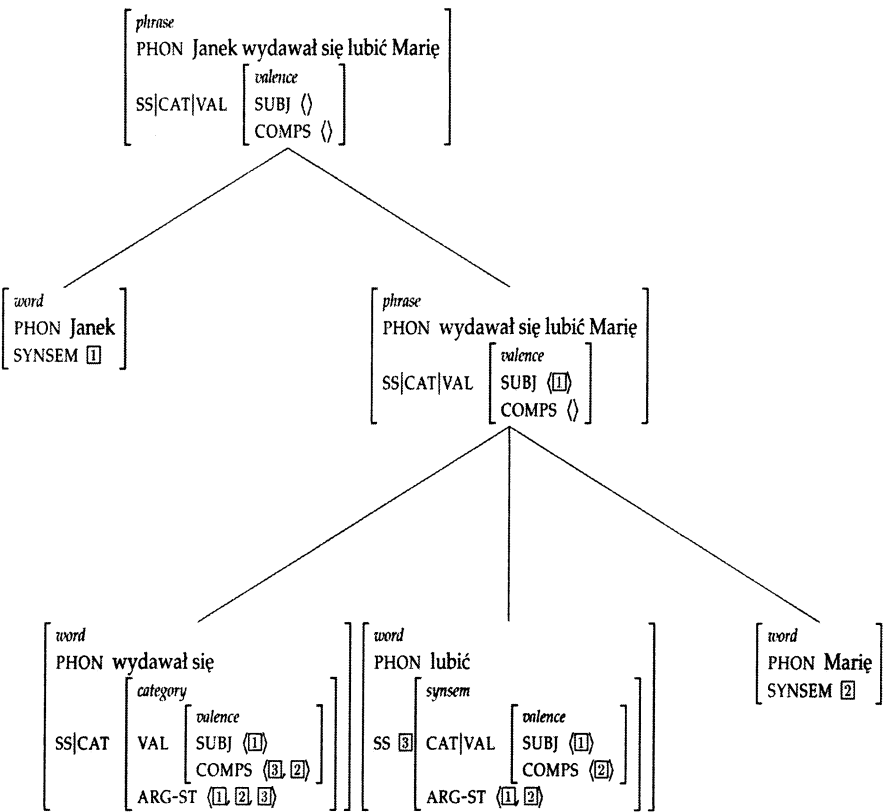 phrase
PHON Janek wydawał się lubić Marię
valence
SS|CAT|VAL SUBJ ⟨⟩
COMPS ⟨⟩
word
PHON Janek
SYNSEM 1
phrase
PHON wydawał się lubić Marię
valence
SS|CAT|VAL SUBJ ⟨1⟩
COMPS ⟨⟩
word
PHON wydawał się
category
valence
SS|CAT VAL SUBJ ⟨1⟩
COMPS ⟨3, 2⟩
ARG-ST ⟨1, 2, 3⟩
word
PHON lubić
synsem
valence
SS 3 CAT|VAL SUBJ ⟨1⟩
COMPS ⟨2⟩
ARG-ST ⟨1, 2⟩
word
PHON Marię
SYNSEM 2